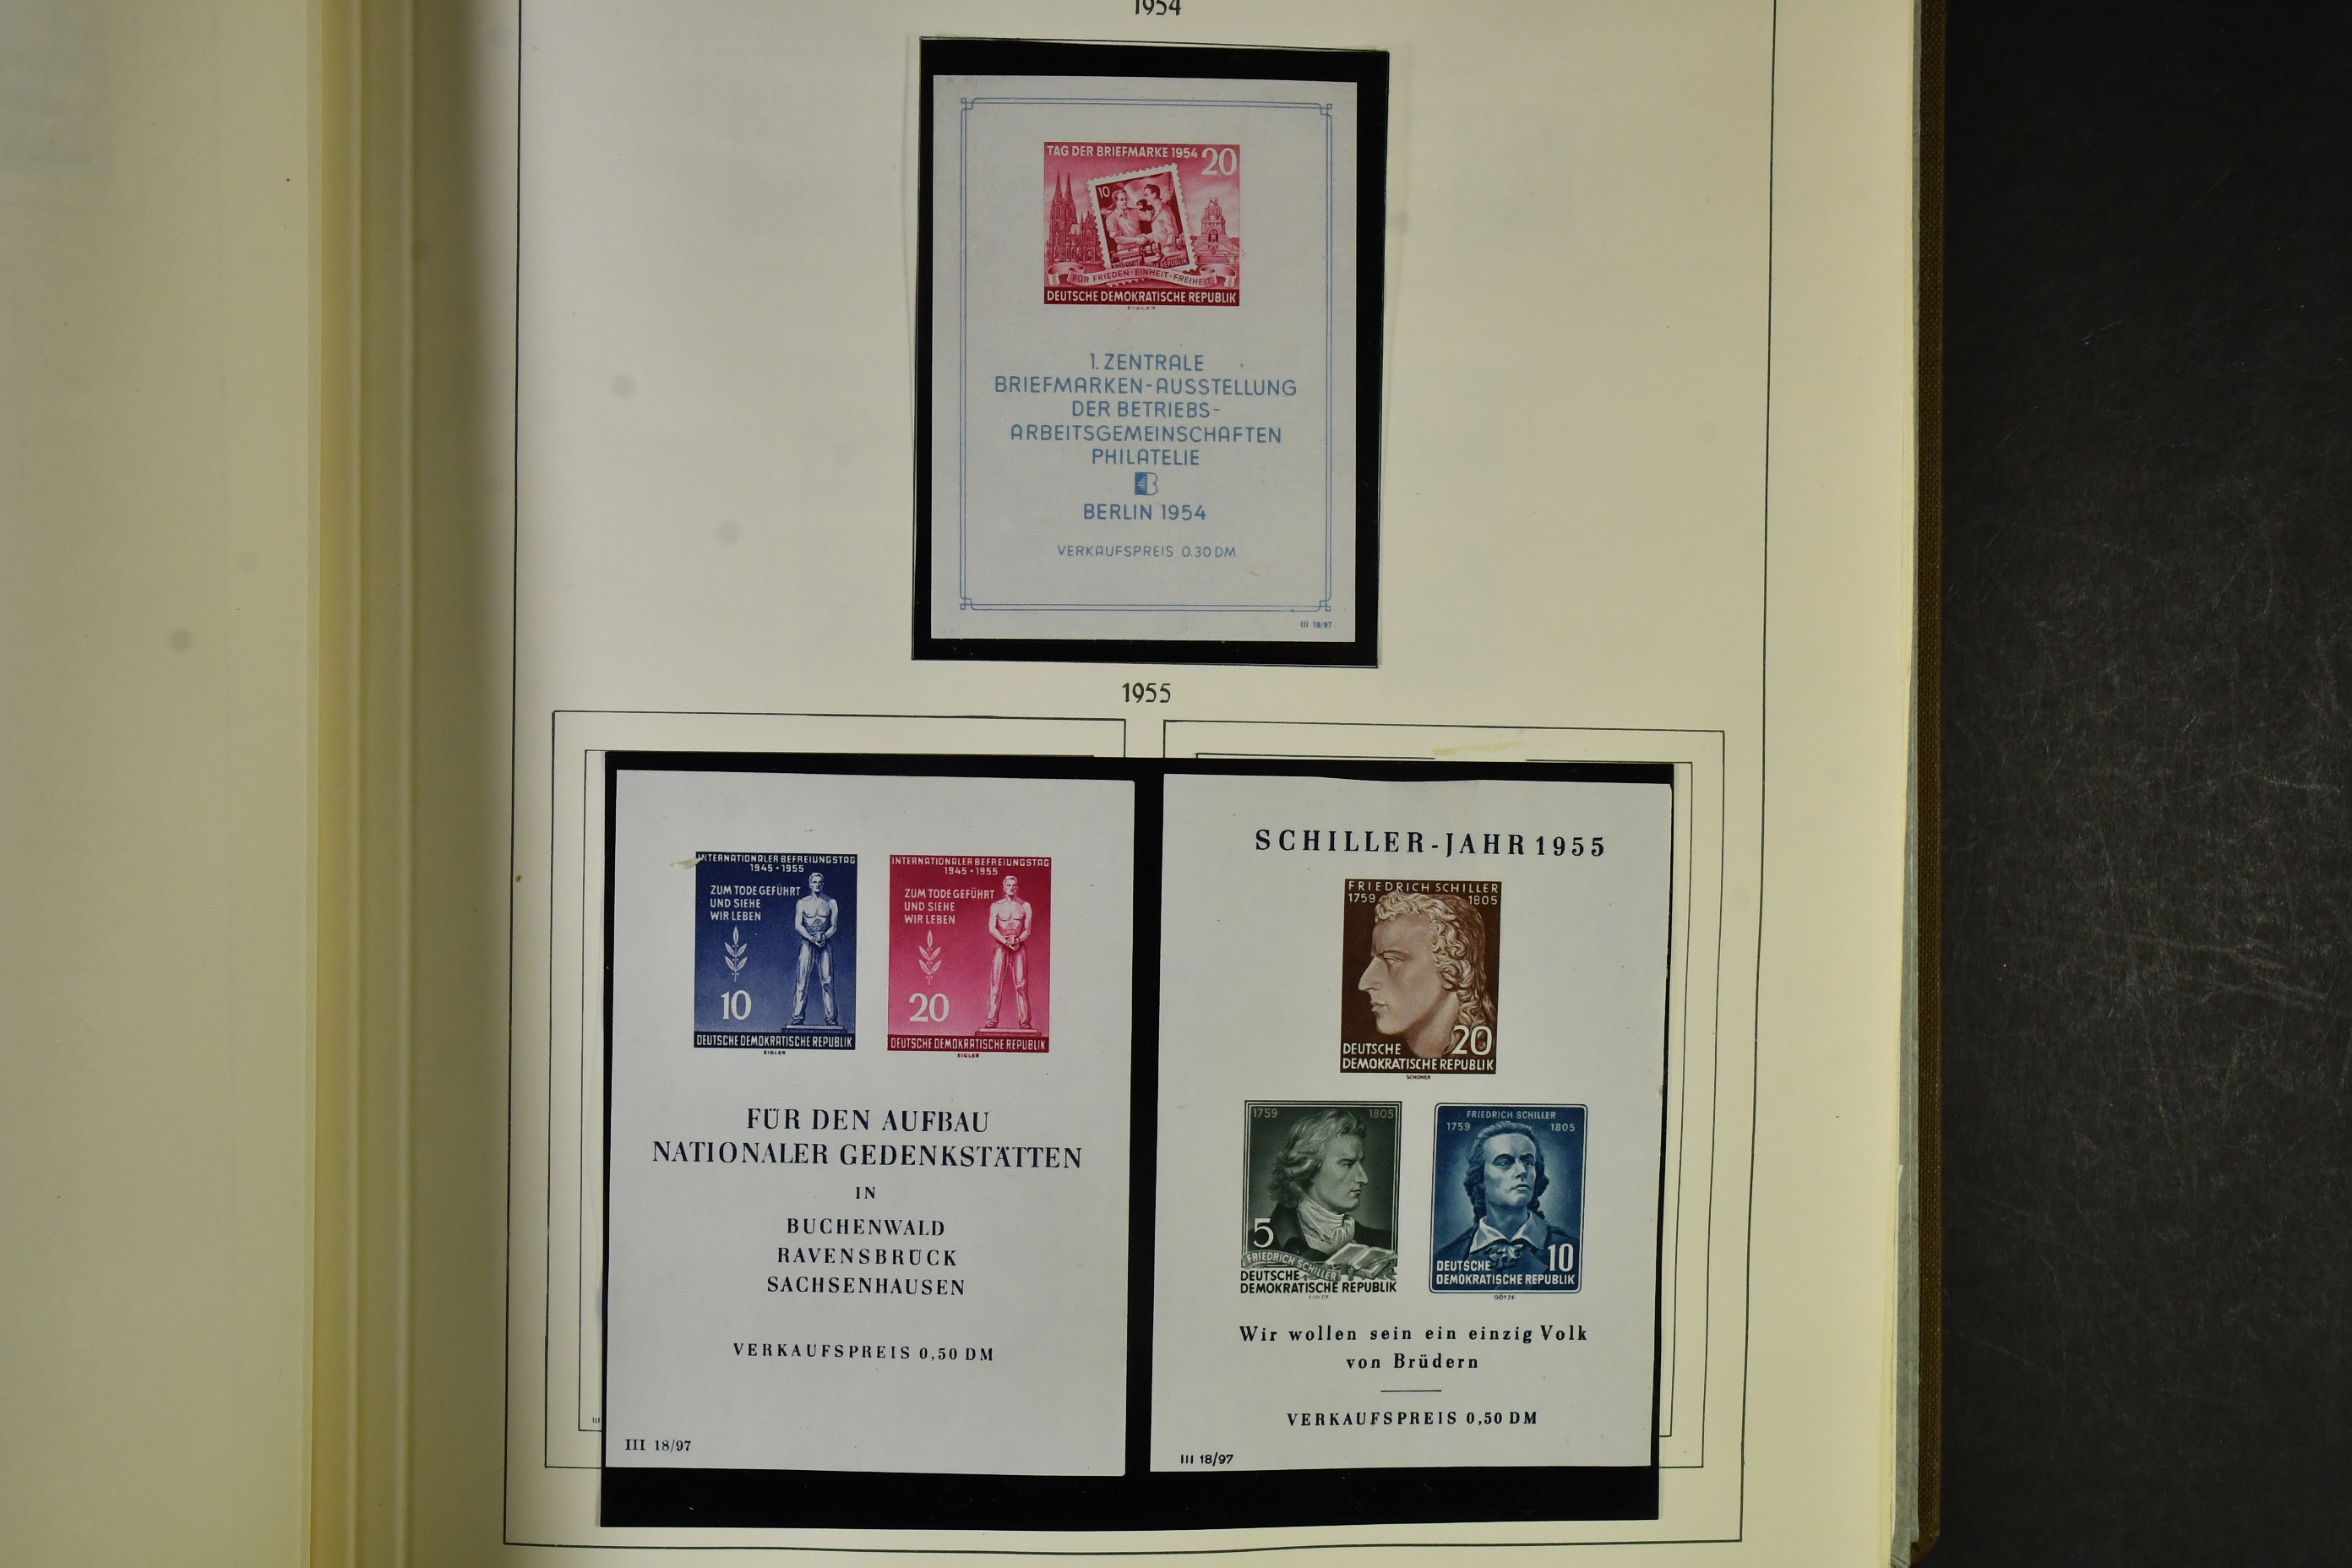 1954
TAG DER BRIEFMARKE 1954 20
10
FÜR FRIEDEN-EINHEIT-FREIHEIT
DEUTSCHE DEMOKRATISCHE REPUBLIK
EIGLER
1. ZENTRALE
BRIEFMARKEN-AUSSTELLUNG
DER BETRIEBS-
ARBEITSGEMEINSCHAFTEN
PHILATELIE
B
BERLIN 1954
VERKAUFSPREIS 0.30 DM
III 18/97
1955
INTERNATIONALER BEFREIUNGSTAG
1945 • 1955
ZUM TODE GEFÜHRT
UND SIEHE
WIR LEBEN
10
DEUTSCHE DEMOKRATISCHE REPUBLIK
EIGLER
INTERNATIONALER BEFREIUNGSTAG
1945 • 1955
ZUM TODE GEFÜHRT
UND SIEHE
WIR LEBEN
20
DEUTSCHE DEMOKRATISCHE REPUBLIK
EIGLER
FÜR DEN AUFBAU
NATIONALER GEDENKSTÄTTEN
IN
BUCHENWALD
RAVENSBRÜCK
SACHSENHAUSEN
VERKAUFSPREIS 0,50 DM
III
III 18/97
SCHILLER-JAHR 1955
FRIEDRICH SCHILLER
1759 1805
20
DEUTSCHE
DEMOKRATISCHE REPUBLIK
1759 1805
5
FRIEDRICH SCHILLER
DEUTSCHE
DEMOKRATISCHE REPUBLIK
EIGLER
FRIEDRICH SCHILLER
1759 1805
10
DEUTSCHE
DEMOKRATISCHE REPUBLIK
GÖTZE
Wir wollen sein ein einzig Volk
von Brüdern
VERKAUFSPREIS 0,50 DM
III 18/97